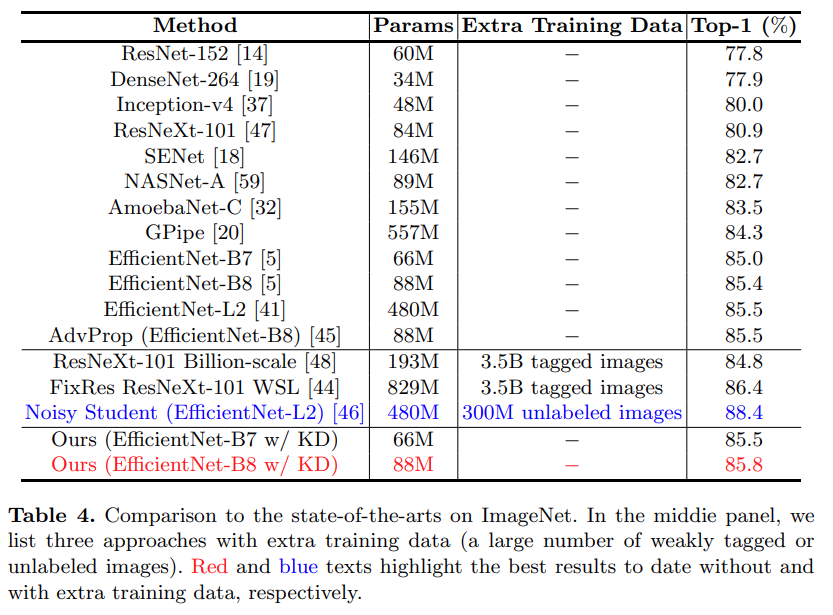 Method Params Extra Training Data Top-1 (%)
ResNet-152 [14] 60M − 77.8
DenseNet-264 [19] 34M − 77.9
Inception-v4 [37] 48M − 80.0
ResNeXt-101 [47] 84M − 80.9
SENet [18] 146M − 82.7
NASNet-A [59] 89M − 82.7
AmoebaNet-C [32] 155M − 83.5
GPipe [20] 557M − 84.3
EfficientNet-B7 [5] 66M − 85.0
EfficientNet-B8 [5] 88M − 85.4
EfficientNet-L2 [41] 480M − 85.5
AdvProp (EfficientNet-B8) [45] 88M − 85.5
ResNeXt-101 Billion-scale [48] 193M 3.5B tagged images 84.8
FixRes ResNeXt-101 WSL [44] 829M 3.5B tagged images 86.4
Noisy Student (EfficientNet-L2) [46] 480M 300M unlabeled images 88.4
Ours (EfficientNet-B7 w/ KD) 66M − 85.5
Ours (EfficientNet-B8 w/ KD) 88M − 85.8
Table 4. Comparison to the state-of-the-arts on ImageNet. In the middie panel, we
list three approaches with extra training data (a large number of weakly tagged or
unlabeled images). Red and blue texts highlight the best results to date without and
with extra training data, respectively.